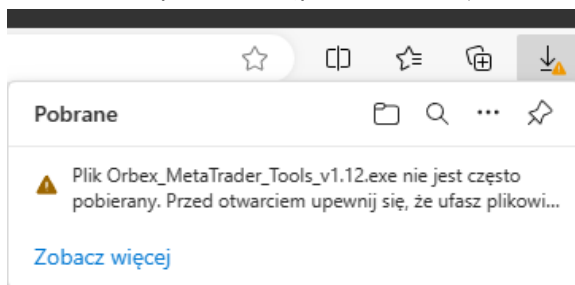 Pobrane
Plik Orbex_MetaTrader_Tools_v1.12.exe nie jest często
pobierany. Przed otwarciem upewnij się, że ufasz plikowi...
Zobacz więcej